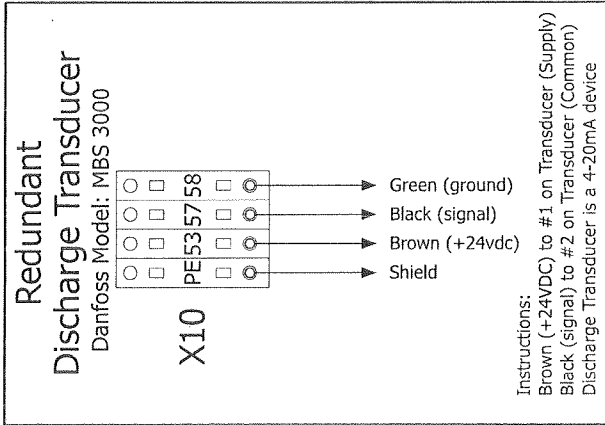 Redundant
Discharge Transducer
Danfoss Model: MBS 3000
X10
PE 53 57 58
Green (ground)
Black (signal)
Brown (+24vdc)
Shield
Instructions:
Brown (+24VDC) to #1 on Transducer (Supply)
Black (signal) to #2 on Transducer (Common)
Discharge Transducer is a 4-20mA device